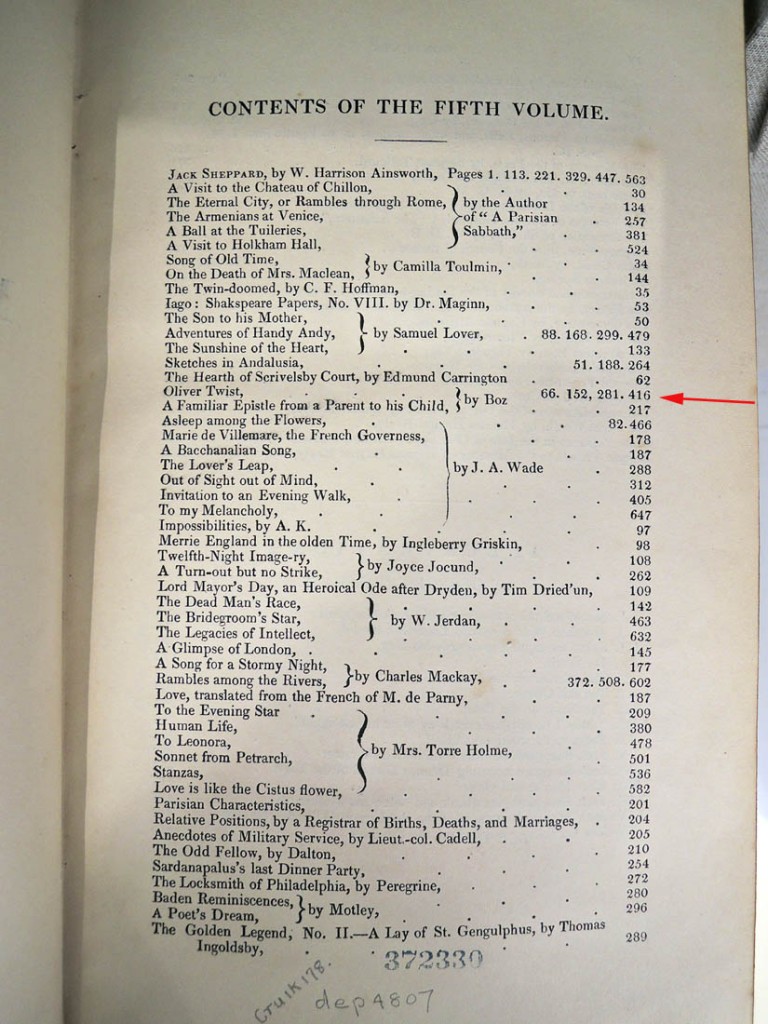 CONTENTS OF THE FIFTH VOLUME.
JACK SHEPPARD, by W. Harrison Ainsworth, Pages 1. 113. 221. 329. 447. 563
A Visit to the Chateau of Chillon, . . 30
The Eternal City, or Rambles through Rome, by the Author 134
The Armenians at Venice, of "A Parisian . 257
A Ball at the Tuileries, Sabbath," . 381
A Visit to Holkham Hall, . . 524
Song of Old Time, . 34
On the Death of Mrs. Maclean, } by Camilla Toulmin, . . 144
The Twin-doomed, by C. F. Hoffman, . . . 35
Iago: Shakspeare Papers, No. VIII. by Dr. Maginn, . . 53
The Son to his Mother, . . . 50
Adventures of Handy Andy, } by Samuel Lover, . 88. 168. 299. 479
The Sunshine of the Heart, . . . . 133
Sketches in Andalusia, . . . 51. 188. 264
The Hearth of Scrivelsby Court, by Edmund Carrington . . 62
Oliver Twist, . . . 66. 152, 281. 416
A Familiar Epistle from a Parent to his Child, } by Boz . . 217
Asleep among the Flowers, . . 82.466
Marie de Villemare, the French Governess, . . 178
A Bacchanalian Song, . . . 187
The Lover's Leap, . . by J. A. Wade . 288
Out of Sight out of Mind, . . . 312
Invitation to an Evening Walk, . . . 405
To my Melancholy, . . . . 647
Impossibilities, by A. K. . . . 97
Merrie England in the olden Time, by Ingleberry Griskin, . 98
Twelfth-Night Image-ry, . . 108
A Turn-out but no Strike, } by Joyce Jocund, . . 262
Lord Mayor's Day, an Heroical Ode after Dryden, by Tim Dried'un, 109
The Dead Man's Race, . . . 142
The Bridegroom's Star, } by W. Jerdan, . . 463
The Legacies of Intellect, . . . 632
A Glimpse of London, . . . . . 145
A Song for a Stormy Night, . . 177
Rambles among the Rivers, } by Charles Mackay, . 372. 508. 602
Love, translated from the French of M. de Parny, . . 187
To the Evening Star . . . . 209
Human Life, . . . 380
To Leonora, . 478
Sonnet from Petrarch, } by Mrs. Torre Holme, . 501
Stanzas, . . . 536
Love is like the Cistus flower, . . . 582
Parisian Characteristics, . . . . 201
Relative Positions, by a Registrar of Births, Deaths, and Marriages, . 204
Anecdotes of Military Service, by Lieut.-col. Cadell, . . 205
The Odd Fellow, by Dalton, . . . . 210
Sardanapalus's last Dinner Party, . . . 254
The Locksmith of Philadelphia, by Peregrine, . . . 272
Baden Reminiscences, . . . 280
A Poet's Dream, } by Motley, . . . . 296
The Golden Legend, No. II.—A Lay of St. Gengulphus, by Thomas
Ingoldsby, . . . . . 289
372330
Cruik 178.
dep4807